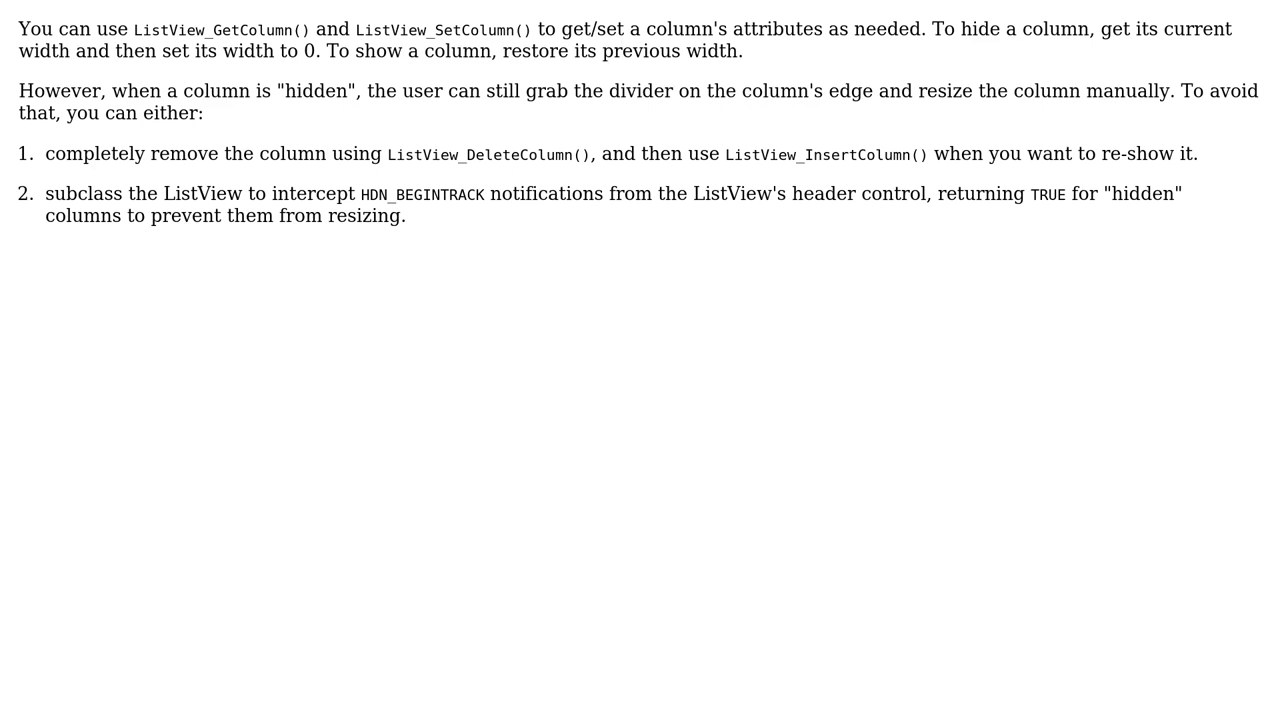 You can use ListView_GetColumn() and ListView_SetColumn() to get/set a column's attributes as needed. To hide a column, get its current
width and then set its width to 0. To show a column, restore its previous width.
However, when a column is "hidden", the user can still grab the divider on the column's edge and resize the column manually. To avoid
that, you can either:
1. completely remove the column using ListView_DeleteColumn(), and then use ListView_InsertColumn() when you want to re-show it.
2. subclass the ListView to intercept HDN_BEGINTRACK notifications from the ListView's header control, returning TRUE for "hidden"
columns to prevent them from resizing.